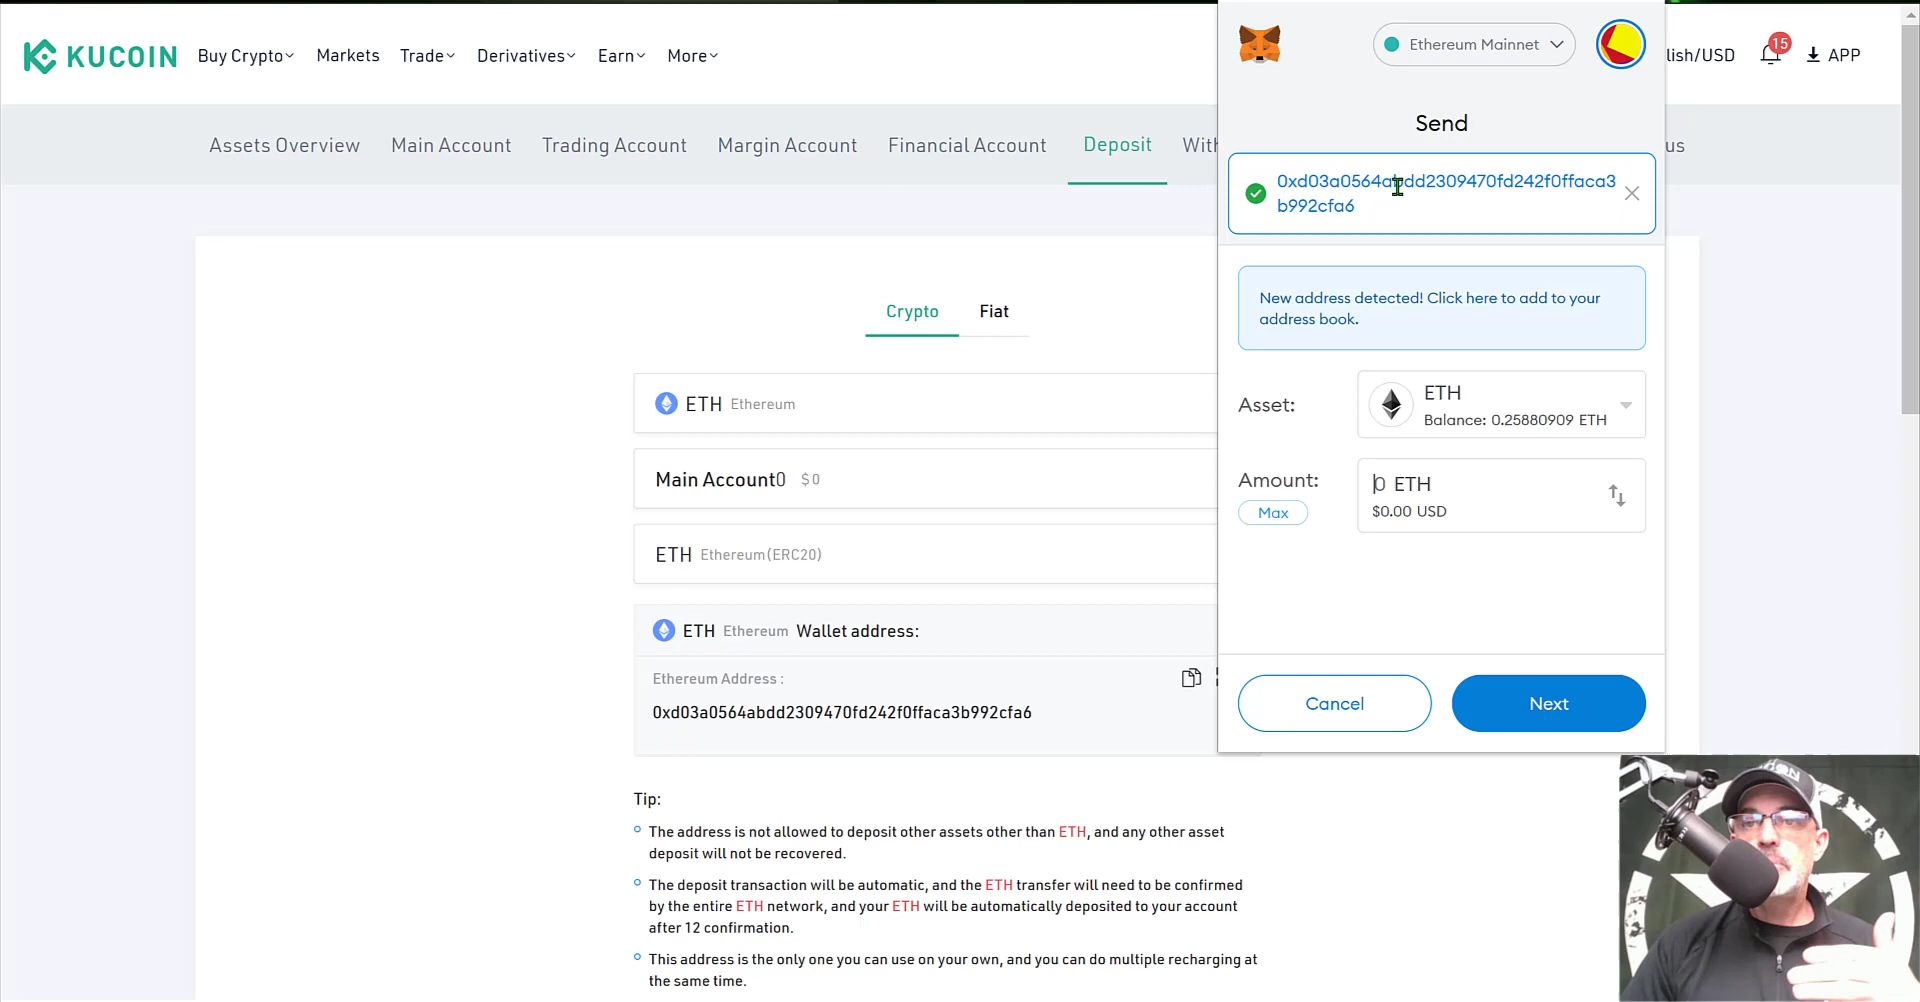 KUCOIN Buy Crypto Markets Trade Derivatives Earn More
Ethereum Mainnet
lish/USD 15 APP
Assets Overview Main Account Trading Account Margin Account Financial Account Deposit With us
Send
0xd03a0564abdd2309470fd242f0ffaca3
b992cfa6
New address detected! Click here to add to your
address book.
Asset:
ETH
Balance: 0.25880909 ETH
Amount:
Max
0 ETH
$0.00 USD
Cancel Next
Crypto Fiat
ETH Ethereum
Main Account0 $0
ETH Ethereum(ERC20)
ETH Ethereum Wallet address:
Ethereum Address :
0xd03a0564abdd2309470fd242f0ffaca3b992cfa6
Tip:
The address is not allowed to deposit other assets other than ETH, and any other asset
deposit will not be recovered.
The deposit transaction will be automatic, and the ETH transfer will need to be confirmed
by the entire ETH network, and your ETH will be automatically deposited to your account
after 12 confirmation.
This address is the only one you can use on your own, and you can do multiple recharging at
the same time.